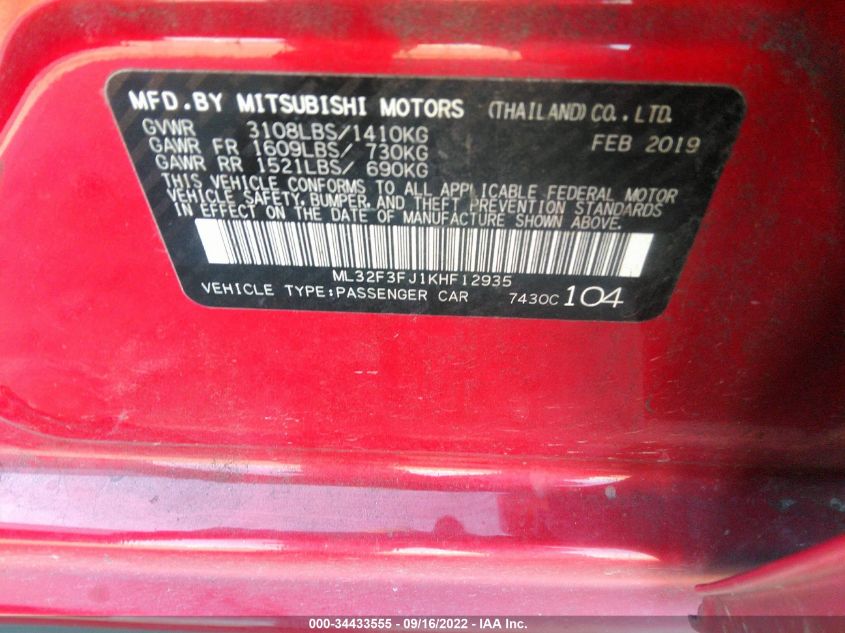 MFD.BY MITSUBISHI MOTORS (THAILAND) CO., LTD.
GVWR 3108LBS/1410KG FEB 2019
GAWR FR 1609LBS/ 730KG
GAWR RR 1521LBS/ 690KG
THIS VEHICLE CONFORMS TO ALL APPLICABLE FEDERAL MOTOR
VEHICLE SAFETY, BUMPER, AND THEFT PREVENTION STANDARDS
IN EFFECT ON THE DATE OF MANUFACTURE SHOWN ABOVE.
ML32F3FJ1KHF12935
VEHICLE TYPE:PASSENGER CAR 7430C 104
000-34433555 - 09/16/2022 - IAA Inc.